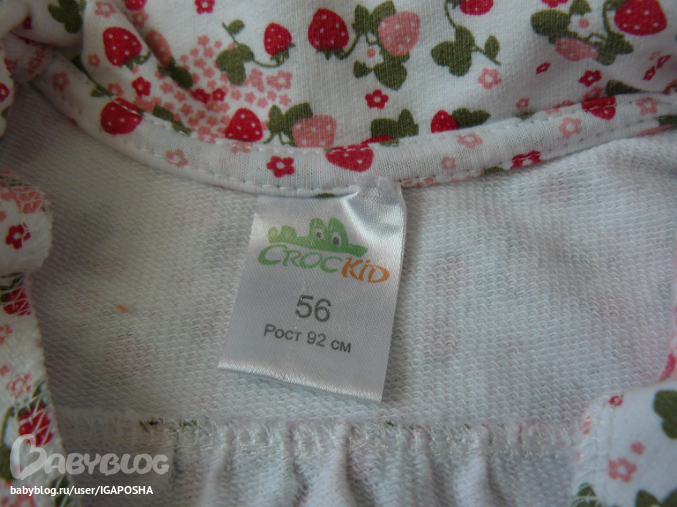 CROCKID
56
Рост 92 см
BABYBLOG
babyblog.ru/user/IGAPOSHA